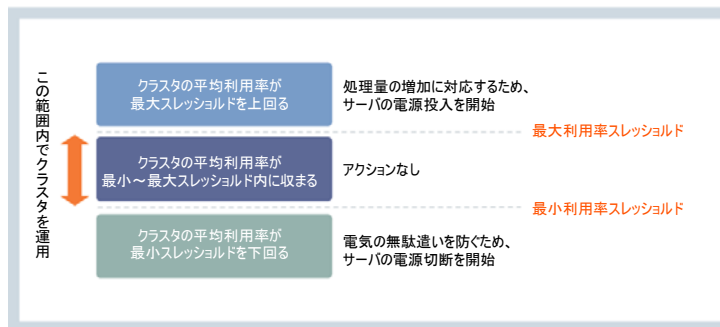 この範囲内でクラスタを運用
クラスタの平均利用率が
最大スレッショルドを上回る
処理量の増加に対応するため、
サーバの電源投入を開始
最大利用率スレッショルド
クラスタの平均利用率が
最小～最大スレッショルド内に収まる
アクションなし
最小利用率スレッショルド
クラスタの平均利用率が
最小スレッショルドを下回る
電気の無駄遣いを防ぐため、
サーバの電源切断を開始